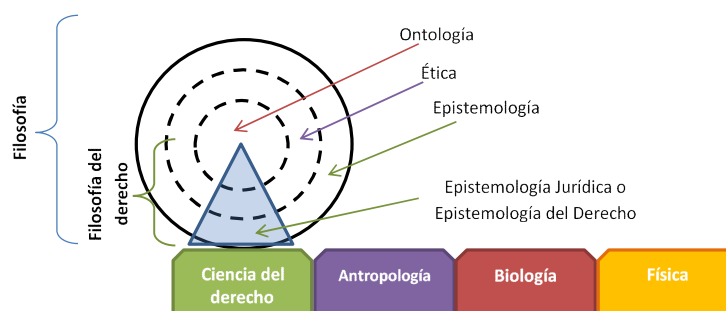 Ontología
Ética
Epistemología
Filosofía
Filosofía del
derecho
Epistemología Jurídica o
Epistemología del Derecho
Ciencia del
derecho
Antropología
Biología
Física